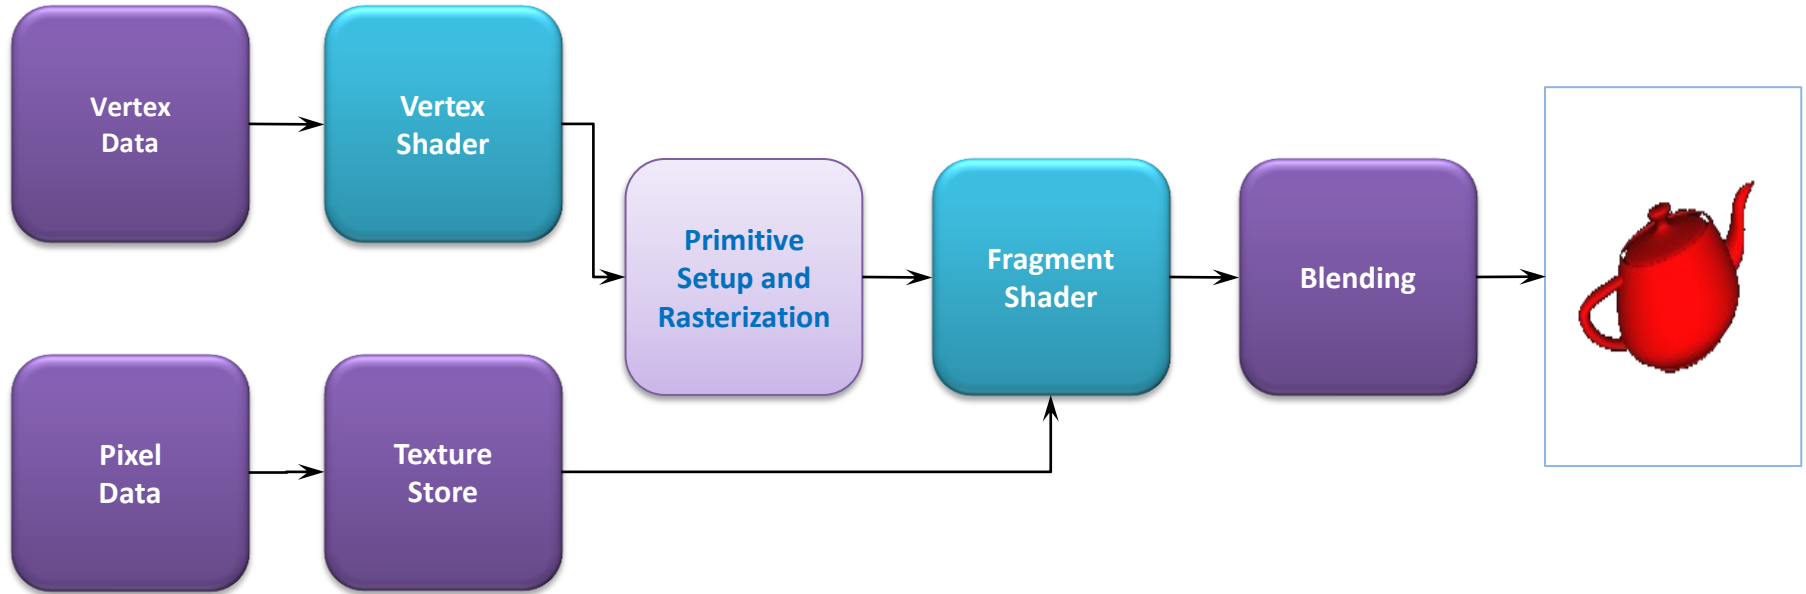 Vertex
Data
Vertex
Shader
Primitive
Setup and
Rasterization
Fragment
Shader
Blending
Pixel
Data
Texture
Store